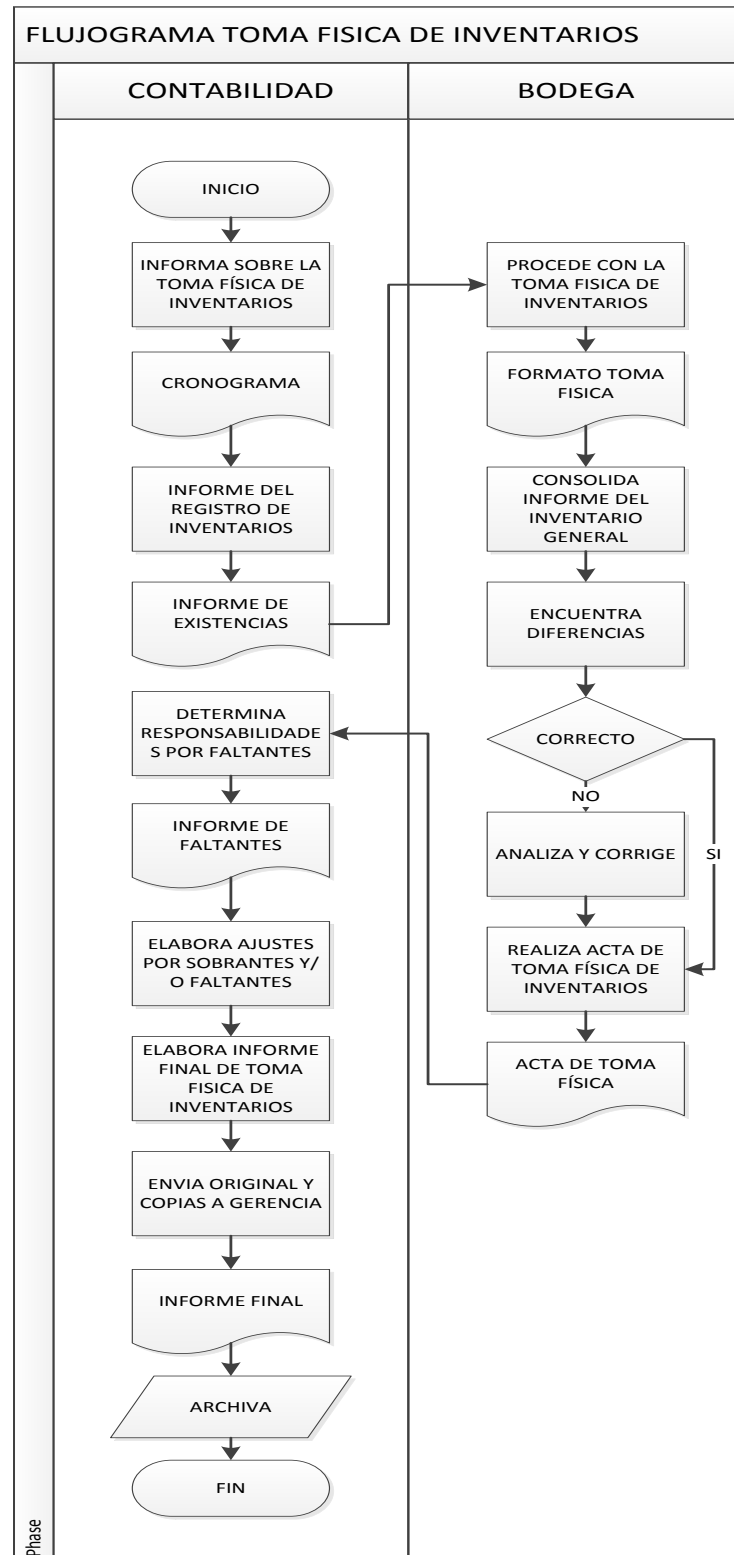 FLUJOGRAMA TOMA FISICA DE INVENTARIOS
CONTABILIDAD
BODEGA
INICIO
INFORMA SOBRE LA
TOMA FÍSICA DE
INVENTARIOS
CRONOGRAMA
INFORME DEL
REGISTRO DE
INVENTARIOS
INFORME DE
EXISTENCIAS
PROCEDE CON LA
TOMA FISICA DE
INVENTARIOS
FORMATO TOMA
FISICA
CONSOLIDA
INFORME DEL
INVENTARIO
GENERAL
ENCUENTRA
DIFERENCIAS
CORRECTO
NO
SI
ANALIZA Y CORRIGE
REALIZA ACTA DE
TOMA FÍSICA DE
INVENTARIOS
ACTA DE TOMA
FÍSICA
DETERMINA
RESPONSABILIDADE
S POR FALTANTES
INFORME DE
FALTANTES
ELABORA AJUSTES
POR SOBRANTES Y/
O FALTANTES
ELABORA INFORME
FINAL DE TOMA
FISICA DE
INVENTARIOS
ENVIA ORIGINAL Y
COPIAS A GERENCIA
INFORME FINAL
ARCHIVA
FIN
Phase